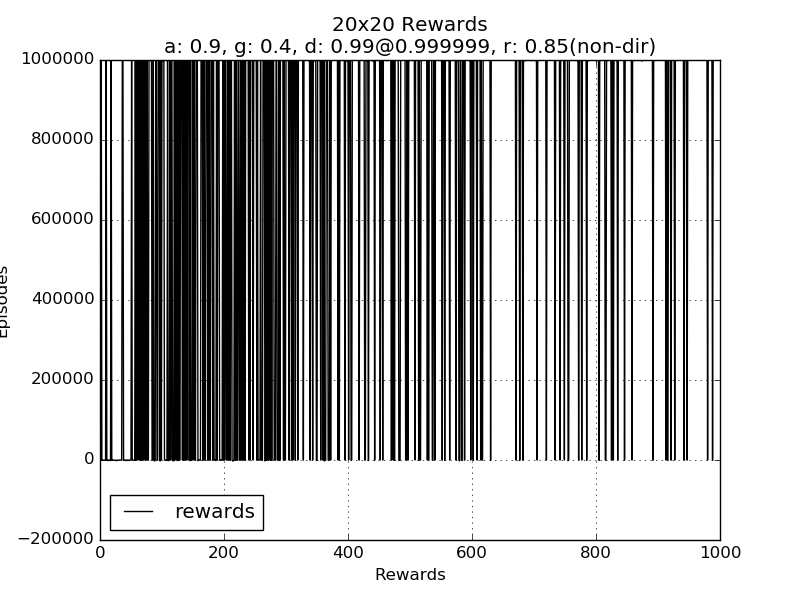 20x20 Rewards
a: 0.9, g: 0.4, d: 0.99@0.999999, r: 0.85(non-dir)
1000000
800000
600000
400000
200000
0
−200000
Episodes
rewards
0 200 400 600 800 1000
Rewards